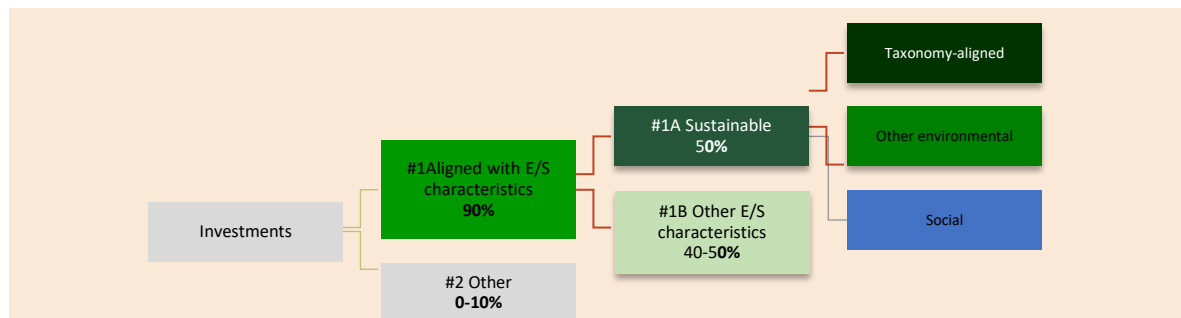 Investments
#1Aligned with E/S
characteristics
90%
#2 Other
0-10%
#1A Sustainable
50%
#1B Other E/S
characteristics
40-50%
Taxonomy-aligned
Other environmental
Social